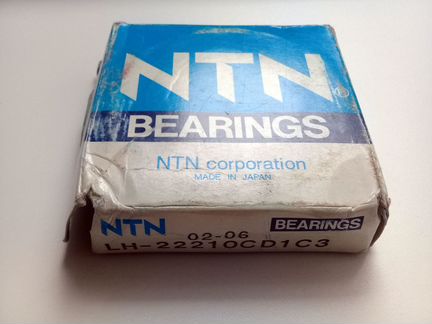 NTN®
BEARINGS
NTN corporation
MADE IN JAPAN
NTN BEARINGS
02-06
LH-22210CD1C3